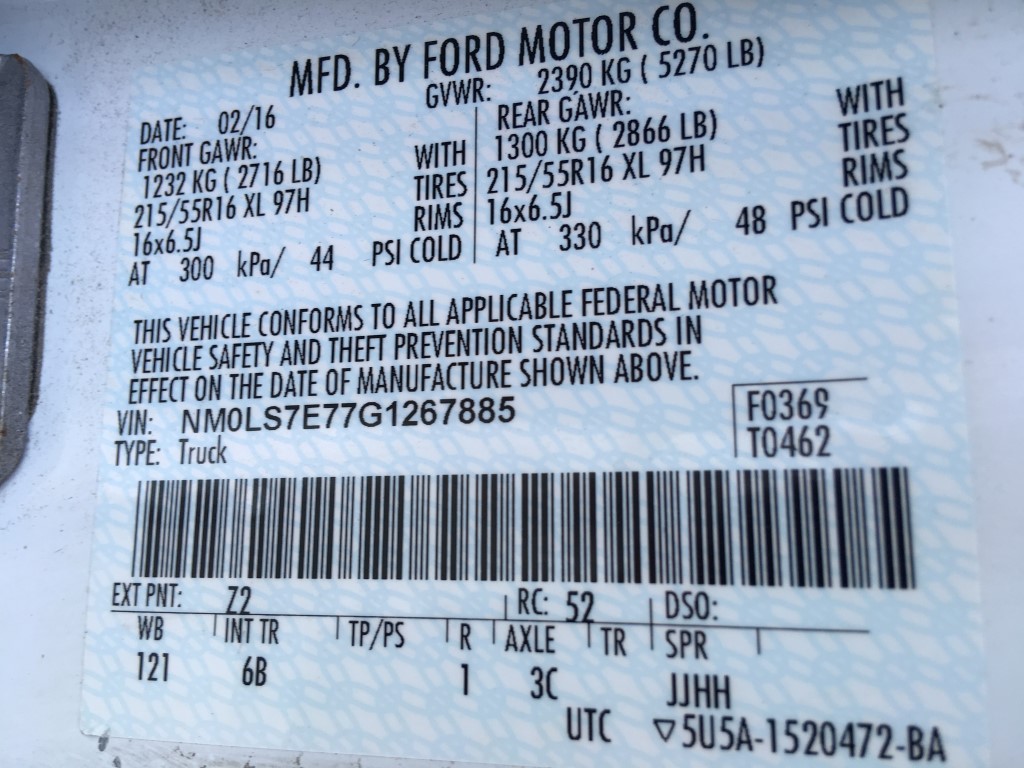 MFD. BY FORD MOTOR CO.
GVWR: 2390 KG ( 5270 LB)
DATE: 02/16
FRONT GAWR:
1232 KG ( 2716 LB) WITH
215/55R16 XL 97H TIRES
16x6.5J RIMS
AT 300 kPa/ 44 PSI COLD
REAR GAWR:
1300 KG ( 2866 LB) WITH
215/55R16 XL 97H TIRES
16x6.5J RIMS
AT 330 kPa/ 48 PSI COLD
THIS VEHICLE CONFORMS TO ALL APPLICABLE FEDERAL MOTOR
VEHICLE SAFETY AND THEFT PREVENTION STANDARDS IN
EFFECT ON THE DATE OF MANUFACTURE SHOWN ABOVE.
VIN: NM0LS7E77G1267885
TYPE: Truck
F0369
T0462
EXT PNT: Z2 RC: 52 DSO:
WB INT TR TP/PS R AXLE TR SPR
121 6B 1 3C JJHH
UTC ▽5U5A-1520472-BA